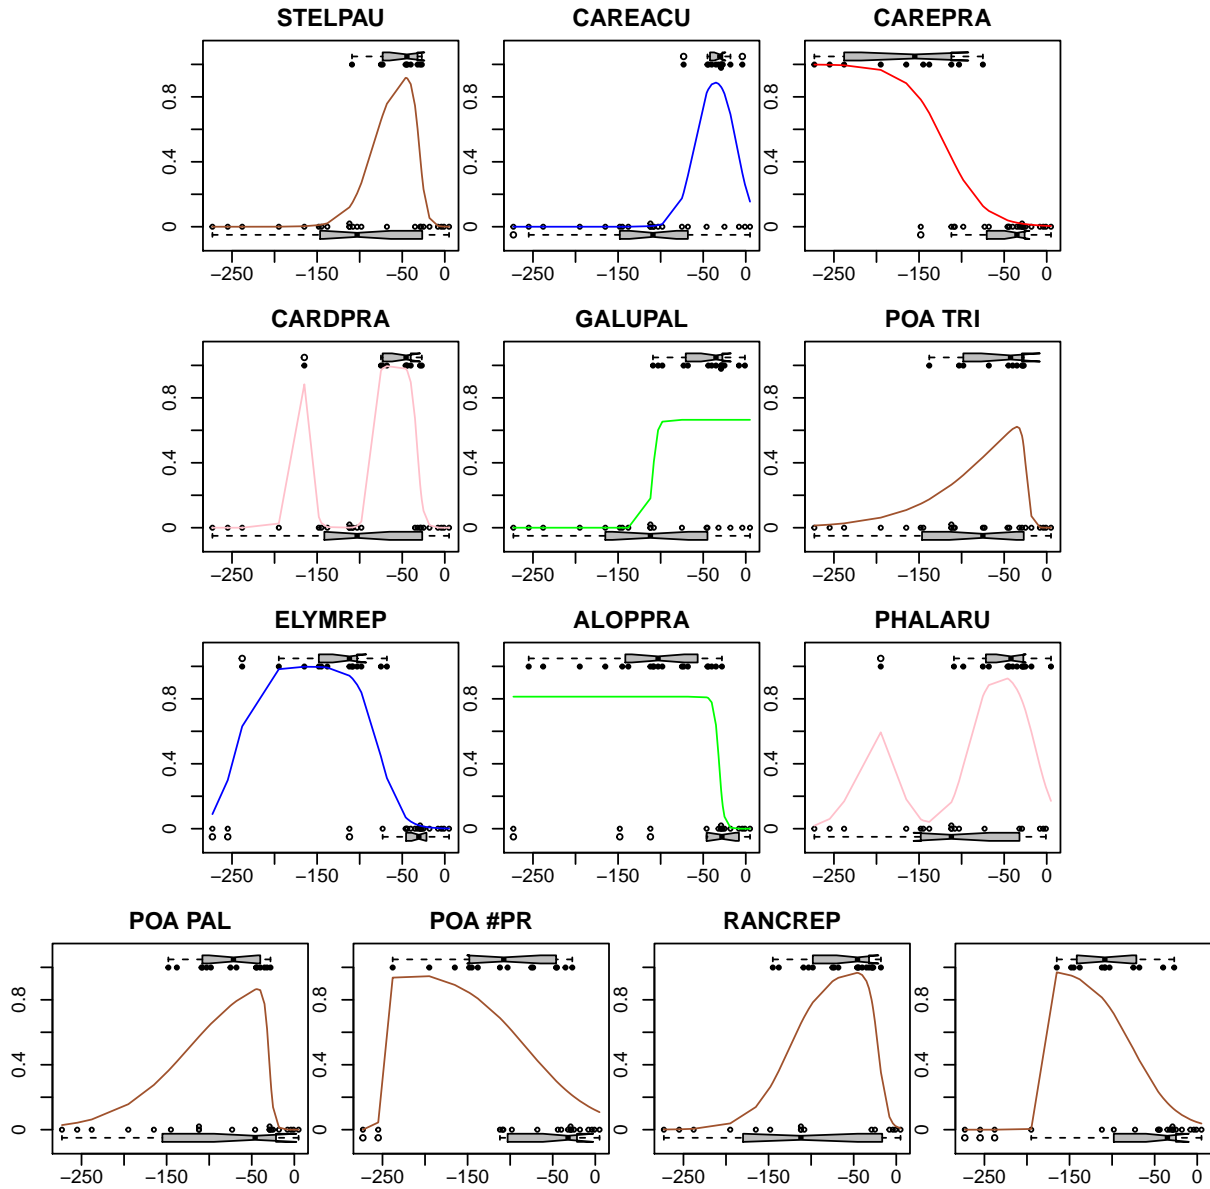 STELPAU CAREACU CAREPRA
0 0.4 0.8 0 0.4 0.8 0 0.4 0.8
−250 −150 −50 0 −250 −150 −50 0 −250 −150 −50 0
CARDPRA GALUPAL POA TRI
0 0.4 0.8 0 0.4 0.8 0 0.4 0.8
−250 −150 −50 0 −250 −150 −50 0 −250 −150 −50 0
ELYMREP ALOPPRA PHALARU
0 0.4 0.8 0 0.4 0.8 0 0.4 0.8
−250 −150 −50 0 −250 −150 −50 0 −250 −150 −50 0
POA PAL POA #PR RANCREP
0 0.4 0.8 0 0.4 0.8 0 0.4 0.8 0 0.4 0.8
−250 −150 −50 0 −250 −150 −50 0 −250 −150 −50 0 −250 −150 −50 0